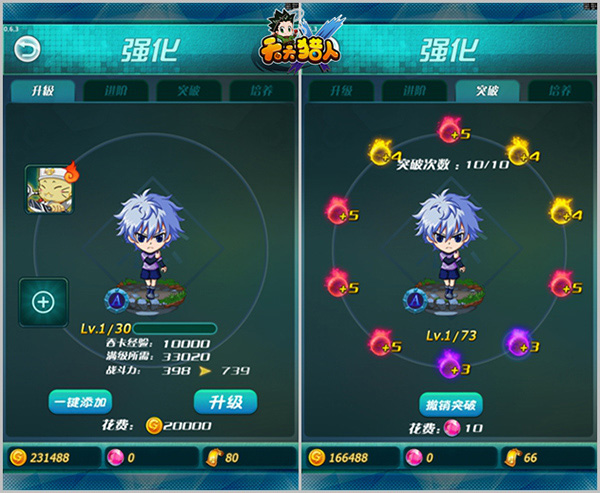 0.6.3
天天猎人
强化
升级 进阶 突破 培养
A
Lv.1/30
吞卡经验: 10000
满级所需: 33020
战斗力: 398 739
一键添加 升级
花费: 20000
231488 0 80
强化
升级 进阶 突破 培养
+5
+4 +4
突破次数 : 10/10
+5 +4
+5 +5
A
Lv.1/73
+5 +3
+3
撤销突破
花费: 10
166488 0 66